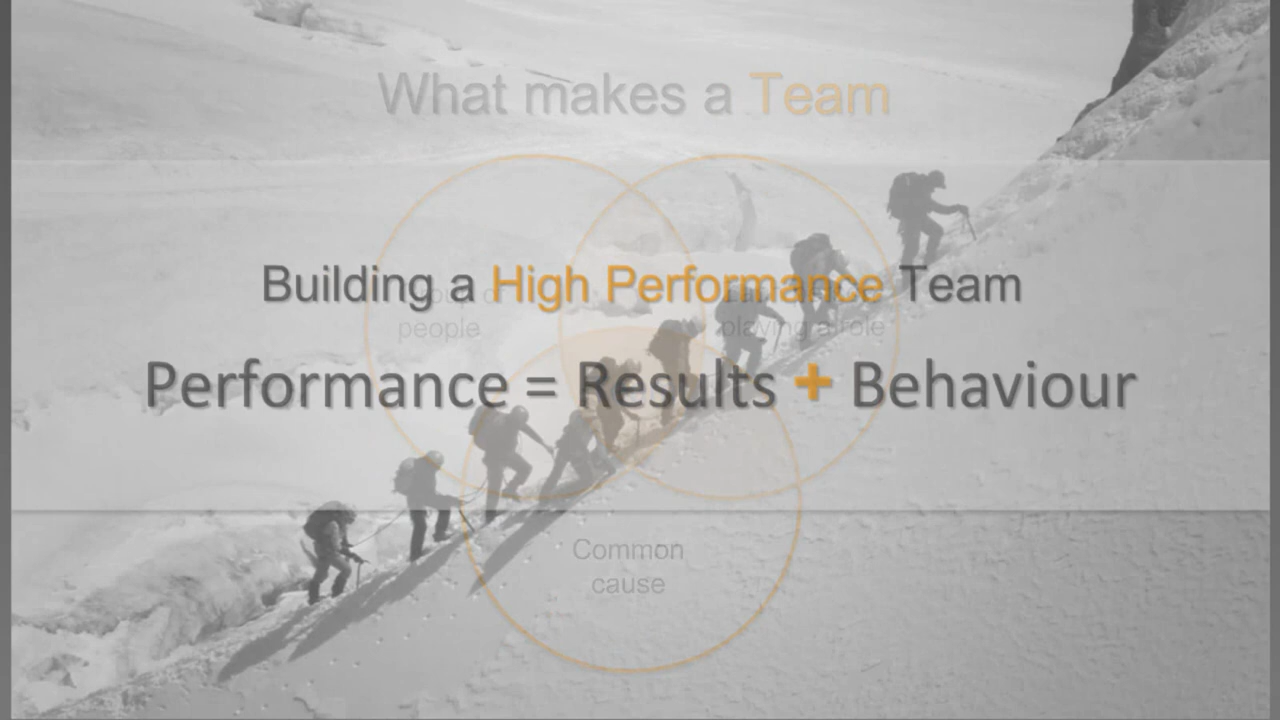 What makes a Team
Building a High Performance Team
people
playing a role
Performance = Results + Behaviour
Common
cause